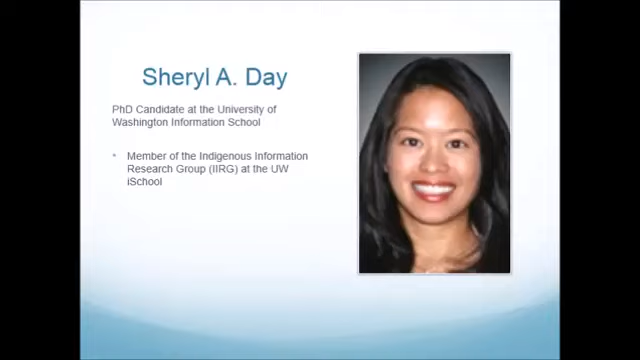 Sheryl A. Day
PhD Candidate at the University of
Washington Information School
• Member of the Indigenous Information
Research Group (IIRG) at the UW
iSchool